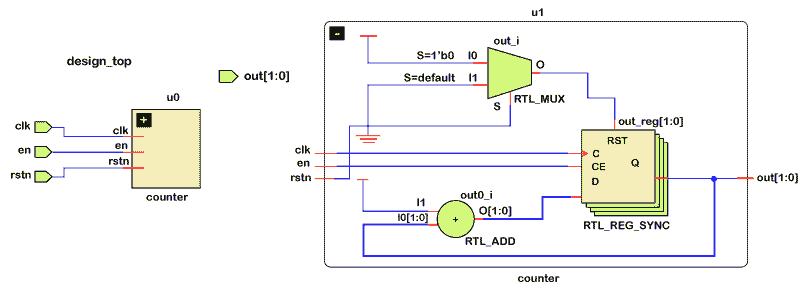 design_top
u0
clk
en
rstn
+
clk
en
rstn
counter
out[1:0]
u1
-
out_i
S=1'b0
I0
S=default
I1
O
S
RTL_MUX
out_reg[1:0]
RST
C
CE
D
Q
RTL_REG_SYNC
clk
en
rstn
out[1:0]
out0_i
I1
I0[1:0]
+
O[1:0]
RTL_ADD
counter